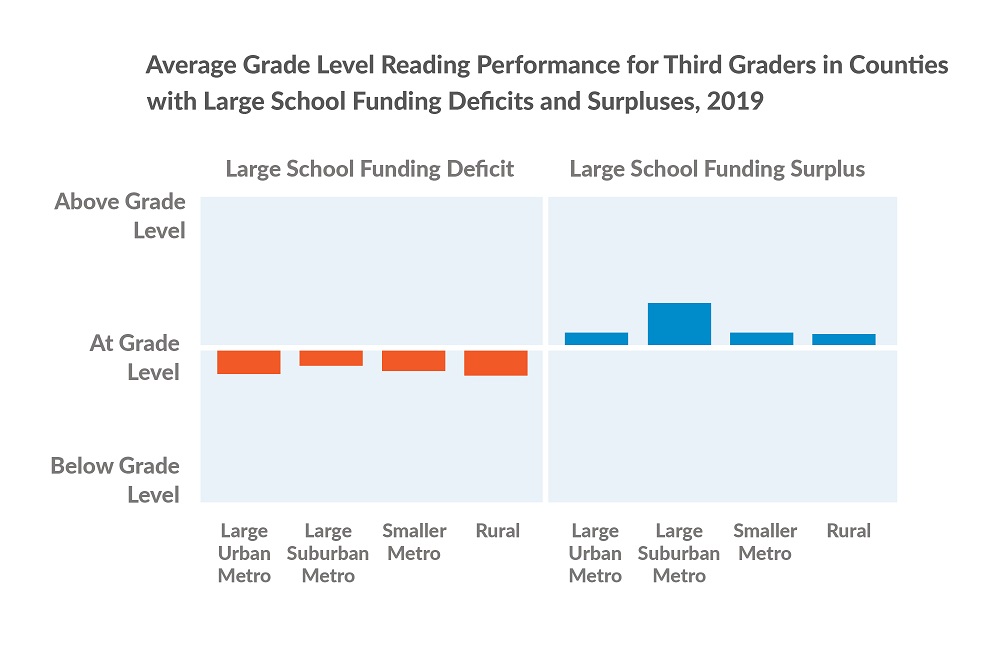 Average Grade Level Reading Performance for Third Graders in Counties
with Large School Funding Deficits and Surpluses, 2019
Large School Funding Deficit
Large School Funding Surplus
Above Grade
Level
At Grade
Level
Below Grade
Level
Large
Urban
Metro
Large
Suburban
Metro
Smaller
Metro
Rural
Large
Urban
Metro
Large
Suburban
Metro
Smaller
Metro
Rural